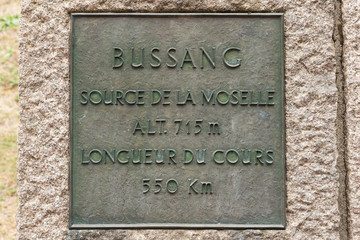 BUSSANG
SOURCE DE LA MOSELLE
ALT. 715 m
LONGUEUR DU COURS
550 Km